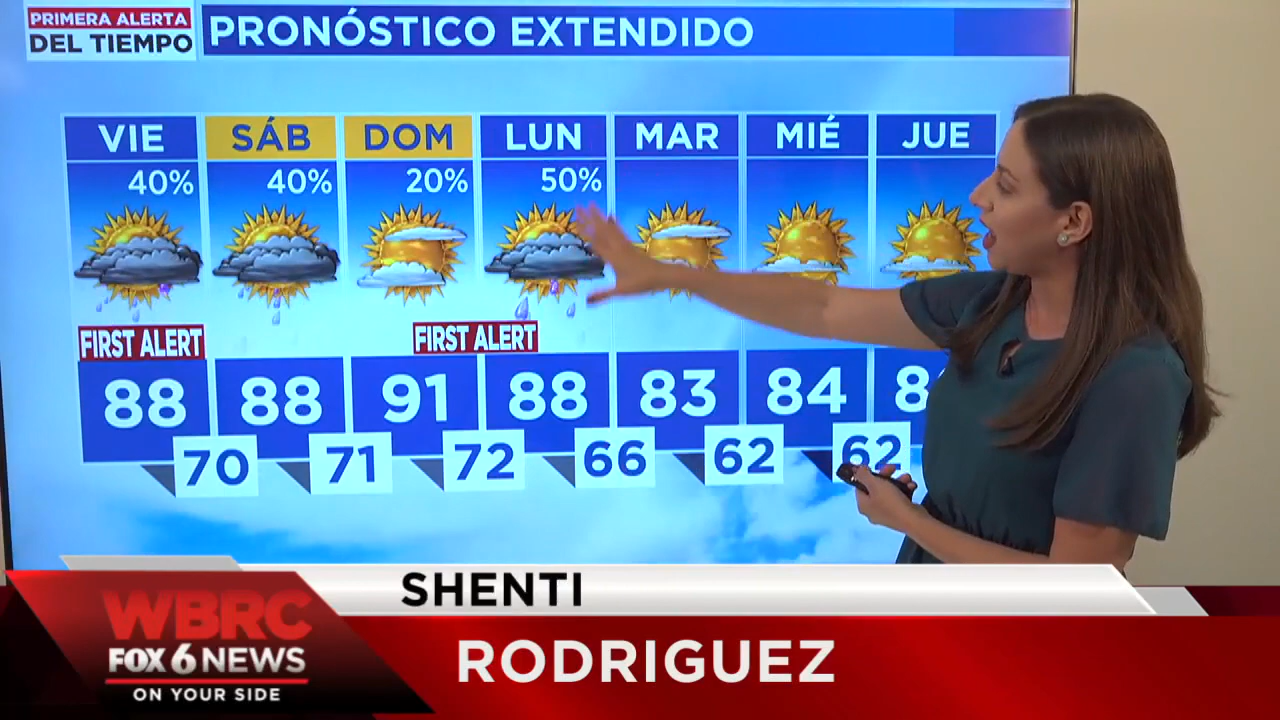 PRIMERA ALERTA
DEL TIEMPO
PRONÓSTICO EXTENDIDO
VIE SÁB DOM LUN MAR MIÉ JUE
40% 40% 20% 50%
FIRST ALERT FIRST ALERT
88 88 91 88 83 84
70 71 72 66 62 62
SHENTI
RODRIGUEZ
WBRC
FOX 6 NEWS
ON YOUR SIDE